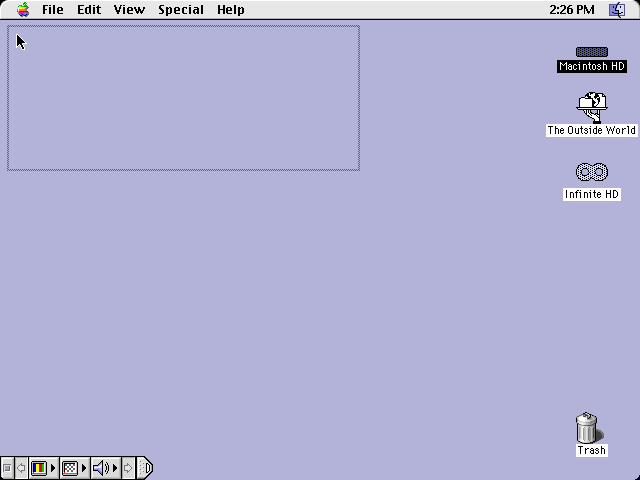 File Edit View Special Help 2:26 PM
Macintosh HD
The Outside World
Infinite HD
Trash